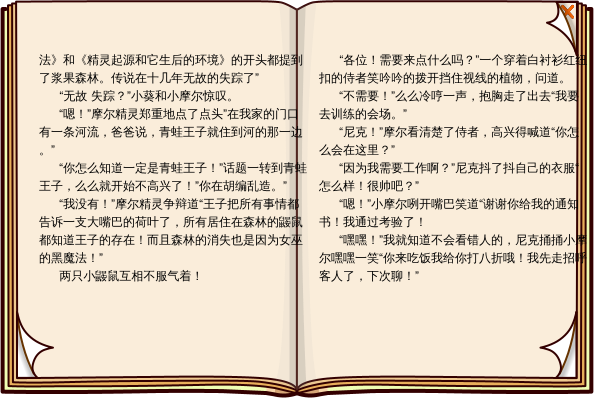 法》和《精灵起源和它生后的环境》的开头都提到
了浆果森林。传说在十几年无故的失踪了”
“无故 失踪？”小葵和小摩尔惊叹。
“嗯！”摩尔精灵郑重地点了点头“在我家的门口
有一条河流，爸爸说，青蛙王子就住到河的那一边
。”
“你怎么知道一定是青蛙王子！”话题一转到青蛙
王子，么么就开始不高兴了！”你在胡编乱造。”
“我没有！”摩尔精灵争辩道“王子把所有事情都
告诉一支大嘴巴的荷叶了，所有居住在森林的鼹鼠
都知道王子的存在！而且森林的消失也是因为女巫
的黑魔法！”
两只小鼹鼠互相不服气着！
“各位！需要来点什么吗？”一个穿着白衬衫红纽
扣的侍者笑吟吟的拨开挡住视线的植物，问道。
“不需要！”么么冷哼一声，抱胸走了出去“我要
去训练的会场。”
“尼克！”摩尔看清楚了侍者，高兴得喊道“你怎
么会在这里？”
“因为我需要工作啊？”尼克抖了抖自己的衣服“
怎么样！很帅吧？”
“嗯！”小摩尔咧开嘴巴笑道“谢谢你给我的通知
书！我通过考验了！
“嘿嘿！”我就知道不会看错人的，尼克捅捅小摩
尔嘿嘿一笑“你来吃饭我给你打八折哦！我先走招呼
客人了，下次聊！”